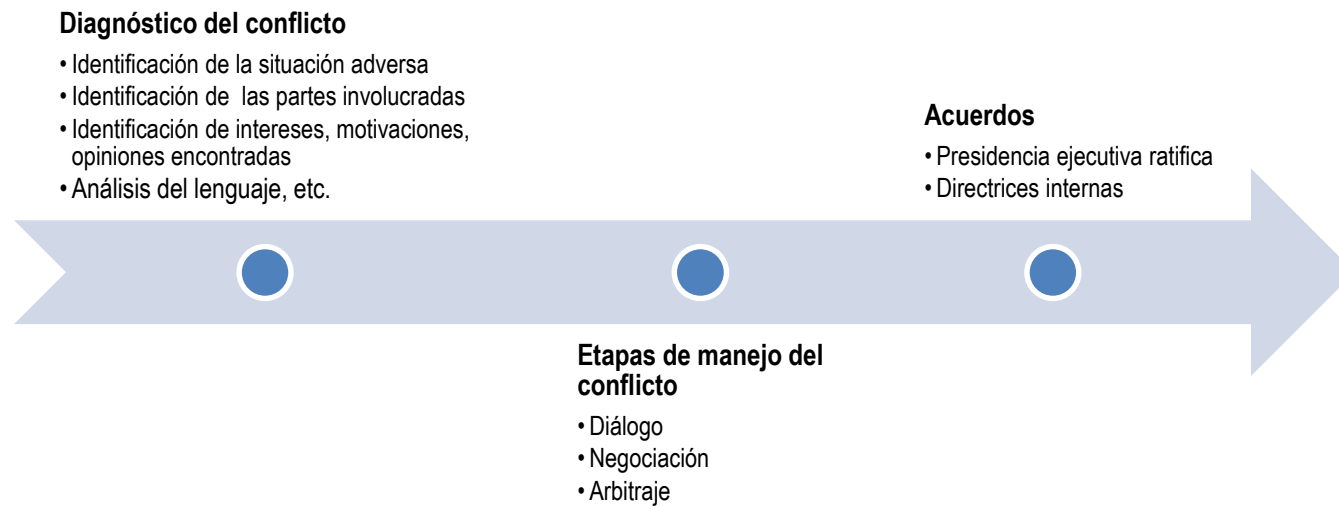 Diagnóstico del conflicto
• Identificación de la situación adversa
• Identificación de las partes involucradas
• Identificación de intereses, motivaciones,
opiniones encontradas
• Análisis del lenguaje, etc.
Etapas de manejo del
conflicto
• Diálogo
• Negociación
• Arbitraje
Acuerdos
• Presidencia ejecutiva ratifica
• Directrices internas